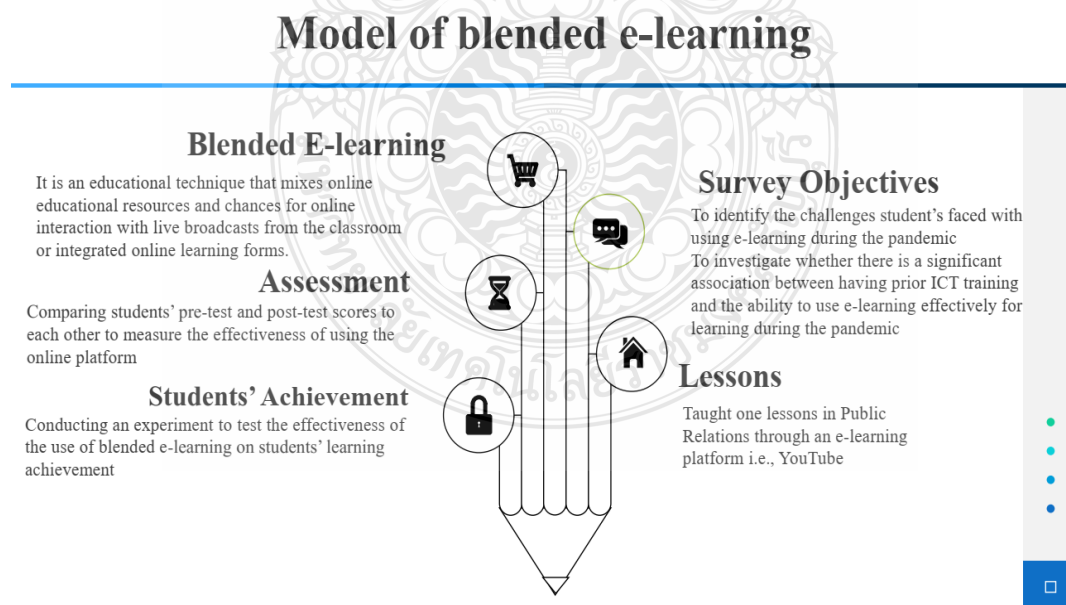 Model of blended e-learning
Blended E-learning
It is an educational technique that mixes online
educational resources and chances for online
interaction with live broadcasts from the classroom
or integrated online learning forms.
Assessment
Comparing students' pre-test and post-test scores to
each other to measure the effectiveness of using the
online platform
Students' Achievement
Conducting an experiment to test the effectiveness of
the use of blended e-learning on students' learning
achievement
Survey Objectives
To identify the challenges student's faced with
using e-learning during the pandemic
To investigate whether there is a significant
association between having prior ICT training
and the ability to use e-learning effectively for
learning during the pandemic
Lessons
Taught one lessons in Public
Relations through an e-learning
platform i.e., YouTube